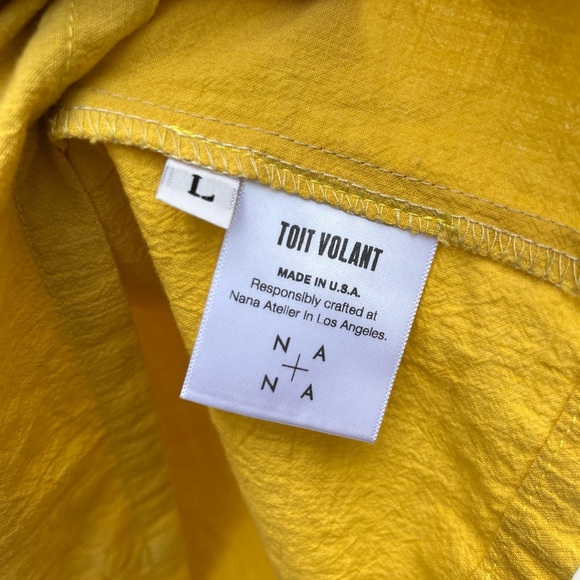 L
TOIT VOLANT
MADE IN U.S.A.
Responsibly crafted at
Nana Atelier in Los Angeles.
N A
+
N A